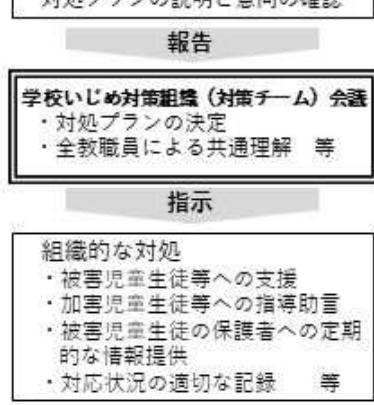 対処プランの説明と意向の確認
報告
学校いじめ対策組織（対策チーム）会議
・対処プランの決定
・全教職員による共通理解　等
指示
組織的な対処
・被害児童生徒等への支援
・加害児童生徒等への指導助言
・被害児童生徒の保護者への定期
的な情報提供
・対応状況の適切な記録　等